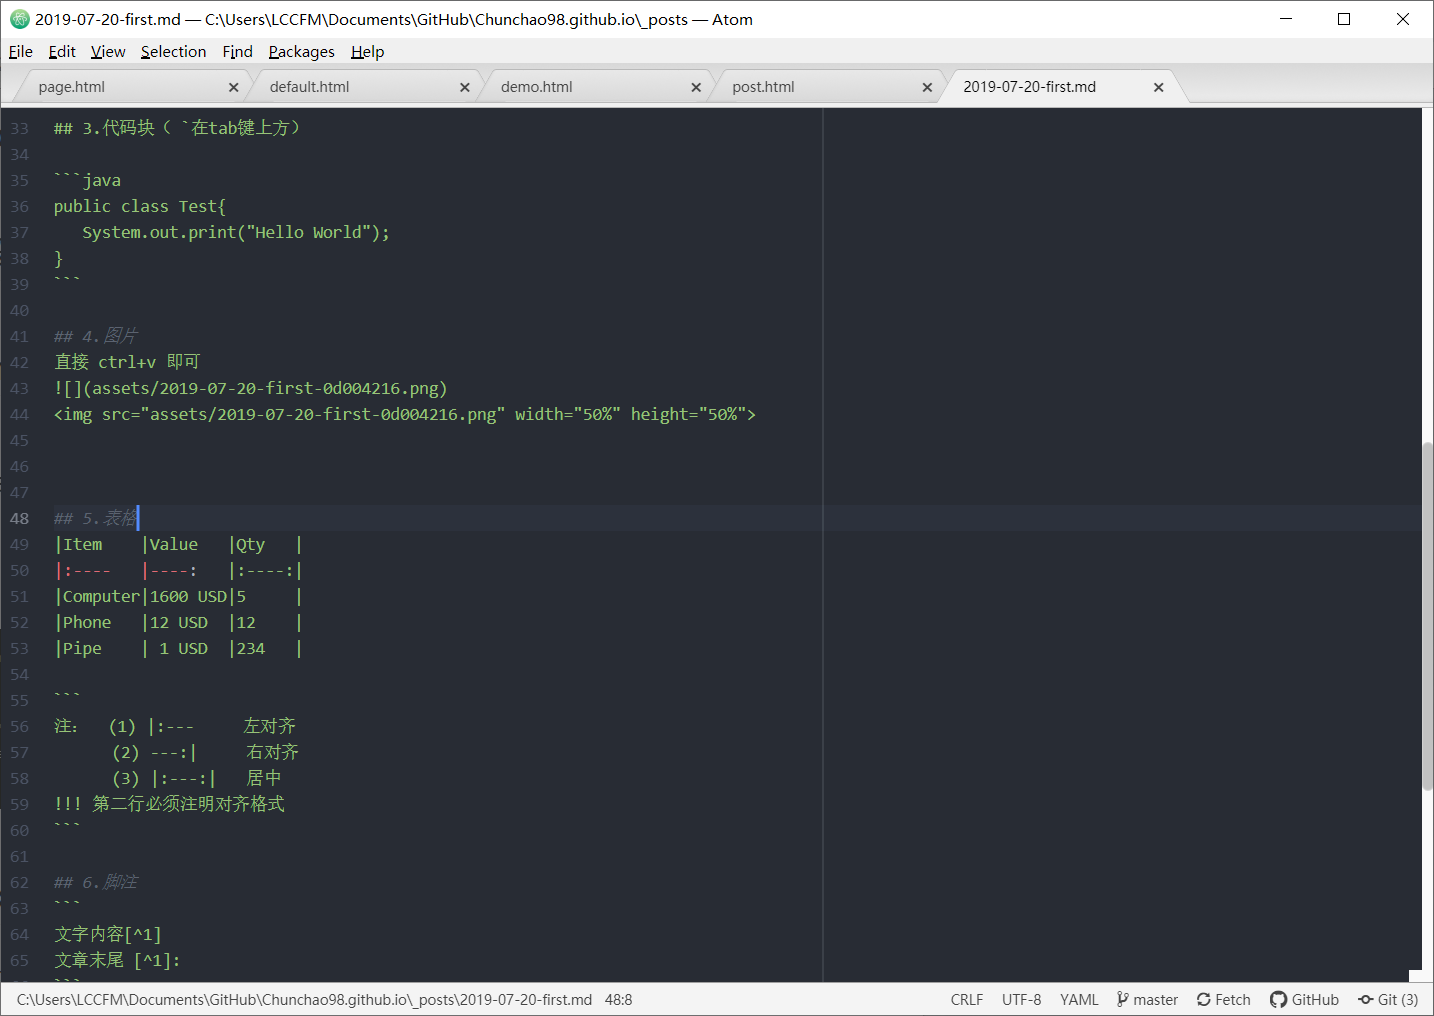 2019-07-20-first.md — C:\Users\LCCFM\Documents\GitHub\Chunchao98.github.io\_posts — Atom
File Edit View Selection Find Packages Help
page.html default.html demo.html post.html 2019-07-20-first.md
33 ## 3.代码块（ `在tab键上方）
34
35 ```java
36 public class Test{
37    System.out.print("Hello World");
38 }
39 ```
40
41 ## 4.图片
42 直接 ctrl+v 即可
43 ![](assets/2019-07-20-first-0d004216.png)
44 <img src="assets/2019-07-20-first-0d004216.png" width="50%" height="50%">
45
46
47
48 ## 5.表格
49 |Item    |Value   |Qty   |
50 |:----   |----:   |:----:|
51 |Computer|1600 USD|5     |
52 |Phone   |12 USD  |12    |
53 |Pipe    | 1 USD  |234   |
54
55 ```
56 注：  (1) |:---     左对齐
57       (2) ---:|     右对齐
58       (3) |:---:|   居中
59 !!! 第二行必须注明对齐格式
60 ```
61
62 ## 6.脚注
63 ```
64 文字内容[^1]
65 文章末尾 [^1]:
```
C:\Users\LCCFM\Documents\GitHub\Chunchao98.github.io\_posts\2019-07-20-first.md 48:8 CRLF UTF-8 YAML master Fetch GitHub Git (3)